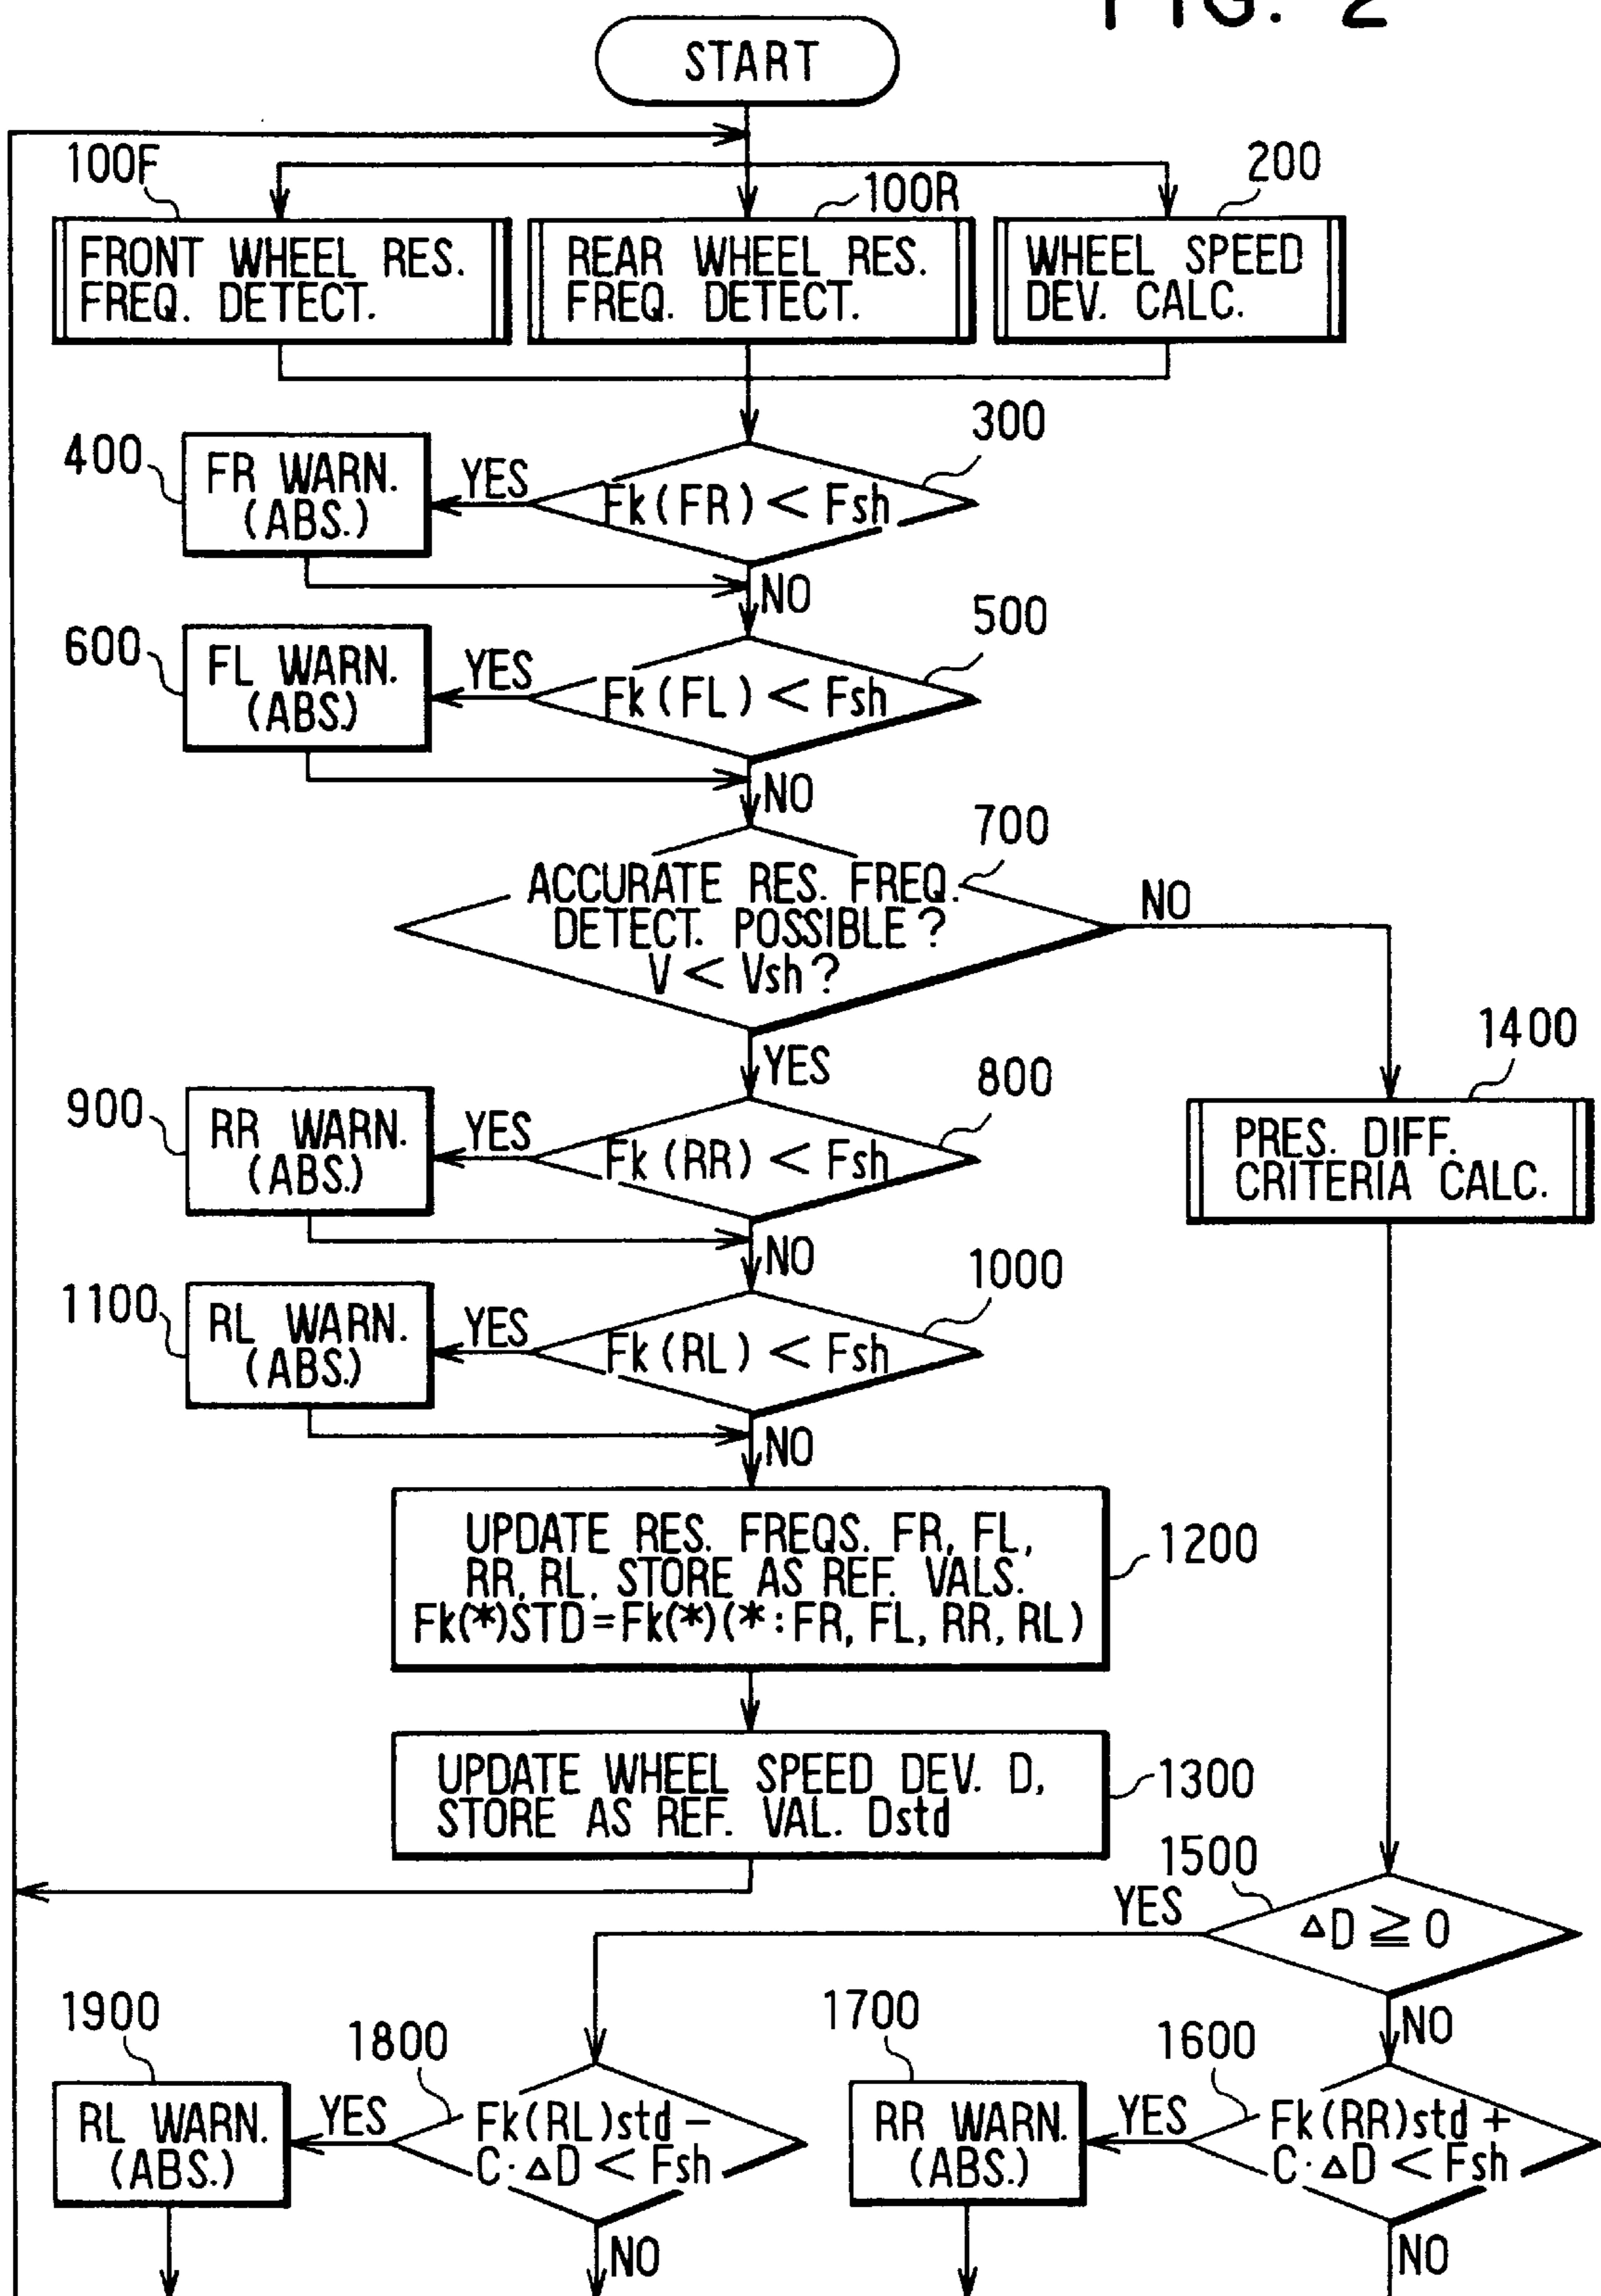 FIG. 2
START
100F
100R
200
FRONT WHEEL RES.
FREQ. DETECT.
REAR WHEEL RES.
FREQ. DETECT.
WHEEL SPEED
DEV. CALC.
300
400
FR WARN.
(ABS.)
YES
Fk(FR) < Fsh
NO
500
600
FL WARN.
(ABS.)
YES
Fk(FL) < Fsh
NO
700
ACCURATE RES. FREQ.
DETECT. POSSIBLE?
V < Vsh?
NO
YES
1400
PRES. DIFF.
CRITERIA CALC.
800
900
RR WARN.
(ABS.)
YES
Fk(RR) < Fsh
NO
1000
1100
RL WARN.
(ABS.)
YES
Fk(RL) < Fsh
NO
UPDATE RES. FREQS. FR, FL,
RR, RL. STORE AS REF. VALS.
Fk(*)STD=Fk(*)(*:FR, FL, RR, RL)
1200
UPDATE WHEEL SPEED DEV. D,
STORE AS REF. VAL. Dstd
1300
1500
YES
△D ≧ 0
NO
1900
1800
RL WARN.
(ABS.)
YES
Fk(RL)std -
C·△D < Fsh
NO
1700
1600
RR WARN.
(ABS.)
YES
Fk(RR)std +
C·△D < Fsh
NO